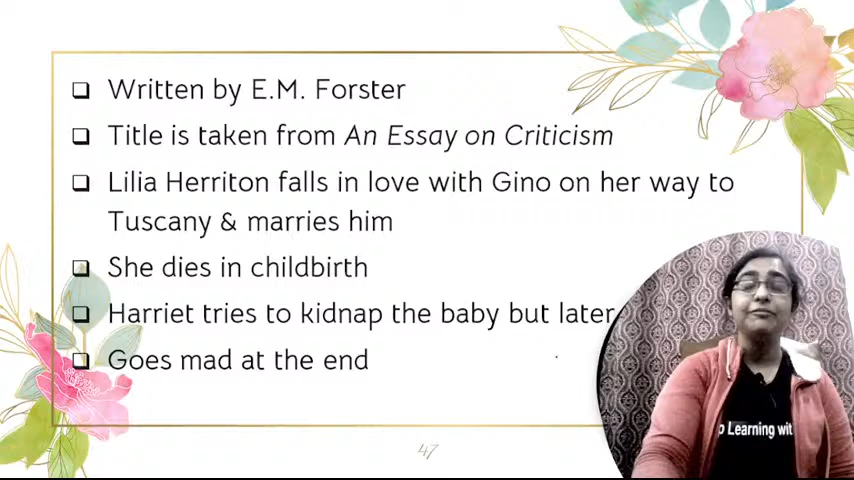 Written by E.M. Forster
Title is taken from An Essay on Criticism
Lilia Herriton falls in love with Gino on her way to
Tuscany & marries him
She dies in childbirth
Harriet tries to kidnap the baby but later
Goes mad at the end
47
Learning wit